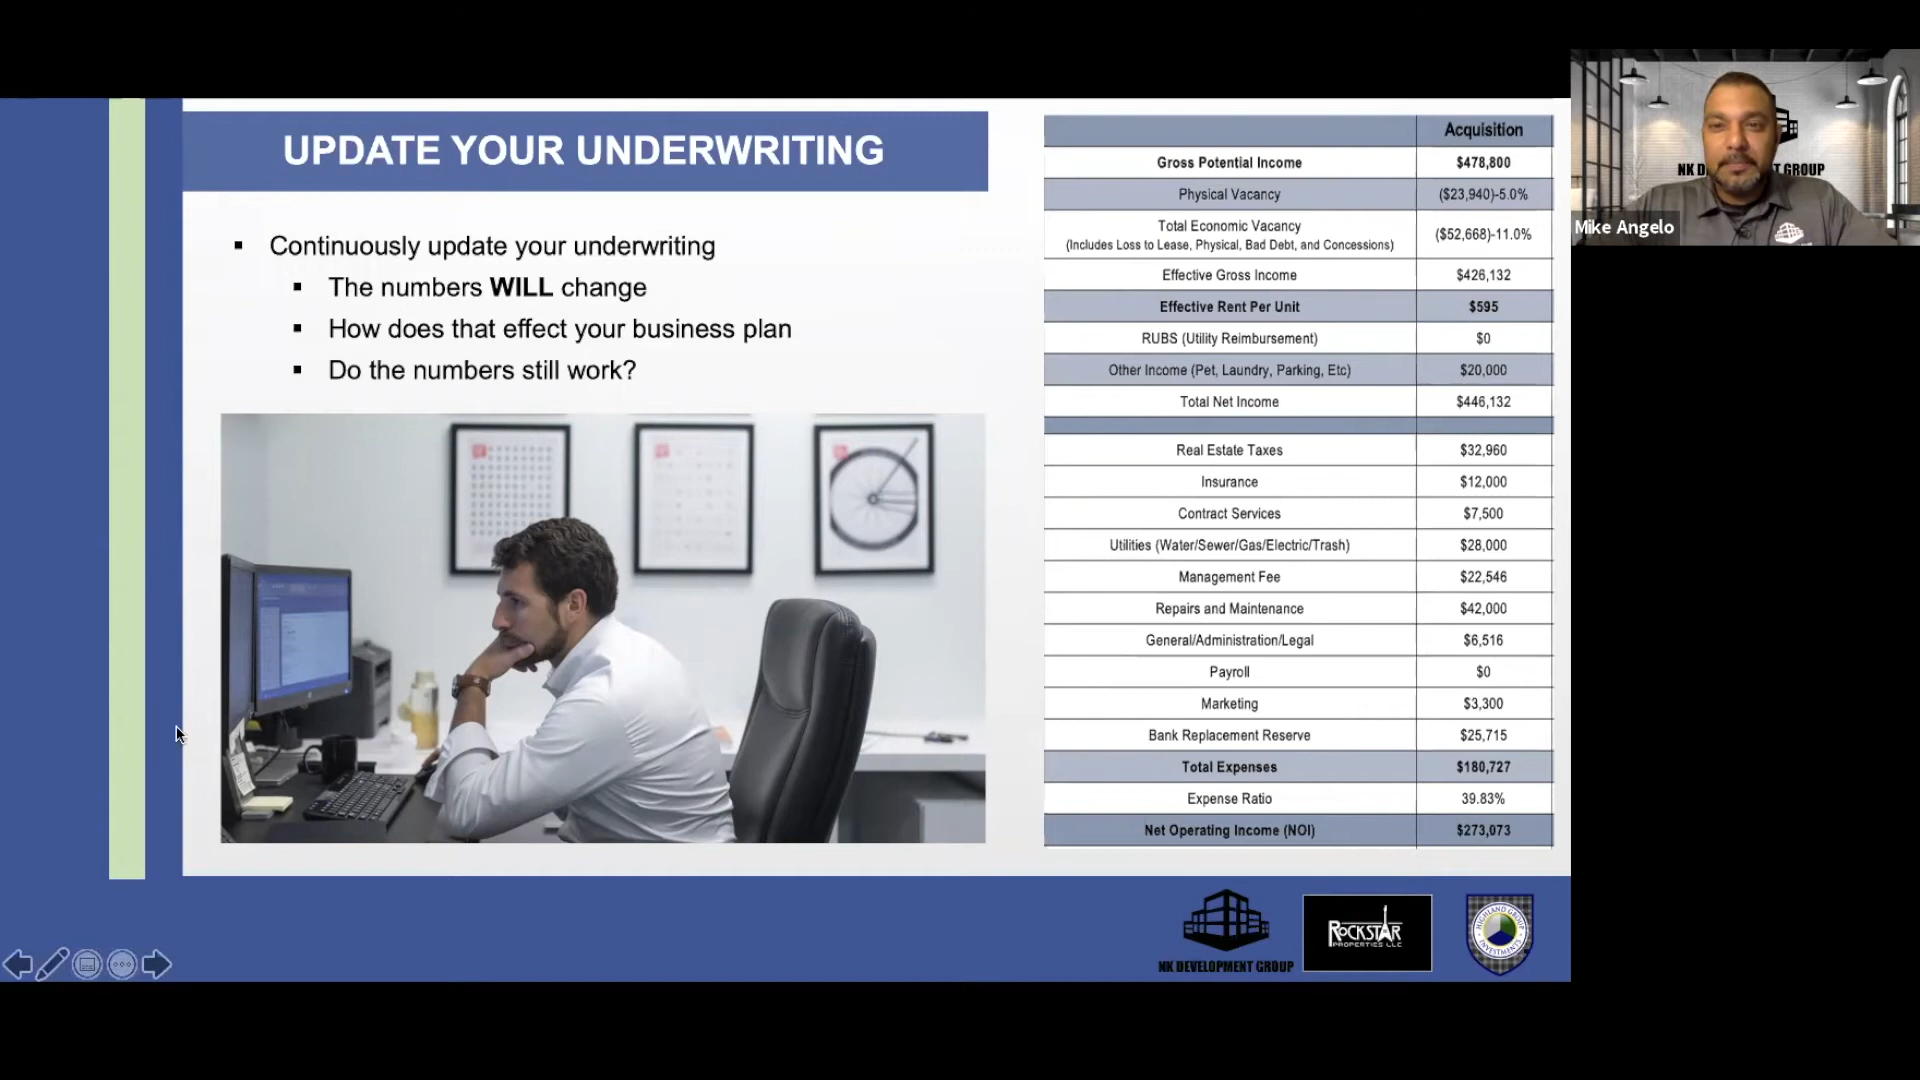 UPDATE YOUR UNDERWRITING
Continuously update your underwriting
The numbers WILL change
How does that effect your business plan
Do the numbers still work?
Acquisition
Gross Potential Income $478,800
Physical Vacancy ($23,940)-5.0%
Total Economic Vacancy
(Includes Loss to Lease, Physical, Bad Debt, and Concessions) ($52,668)-11.0%
Effective Gross Income $426,132
Effective Rent Per Unit $595
RUBS (Utility Reimbursement) $0
Other Income (Pet, Laundry, Parking, Etc) $20,000
Total Net Income $446,132
Real Estate Taxes $32,960
Insurance $12,000
Contract Services $7,500
Utilities (Water/Sewer/Gas/Electric/Trash) $28,000
Management Fee $22,546
Repairs and Maintenance $42,000
General/Administration/Legal $6,516
Payroll $0
Marketing $3,300
Bank Replacement Reserve $25,715
Total Expenses $180,727
Expense Ratio 39.83%
Net Operating Income (NOI) $273,073
Mike Angelo
NK DEVELOPMENT GROUP
ROCKSTAR
PROPERTIES LLC
HIGHLAND GROUP
INVESTMENTS